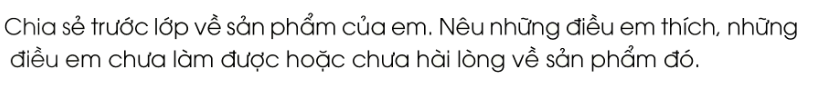 Chia sẻ trước lớp về sản phẩm của em. Nêu những điều em thích, những
điều em chưa làm được hoặc chưa hài lòng về sản phẩm đó.